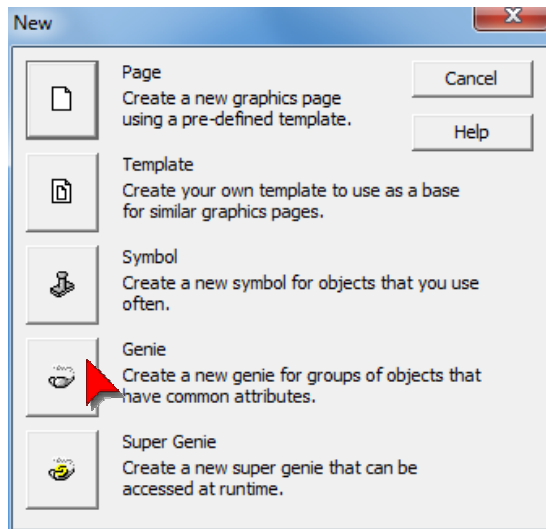 New
Page
Create a new graphics page
using a pre-defined template.
Cancel
Help
Template
Create your own template to use as a base
for similar graphics pages.
Symbol
Create a new symbol for objects that you use
often.
Genie
Create a new genie for groups of objects that
have common attributes.
Super Genie
Create a new super genie that can be
accessed at runtime.